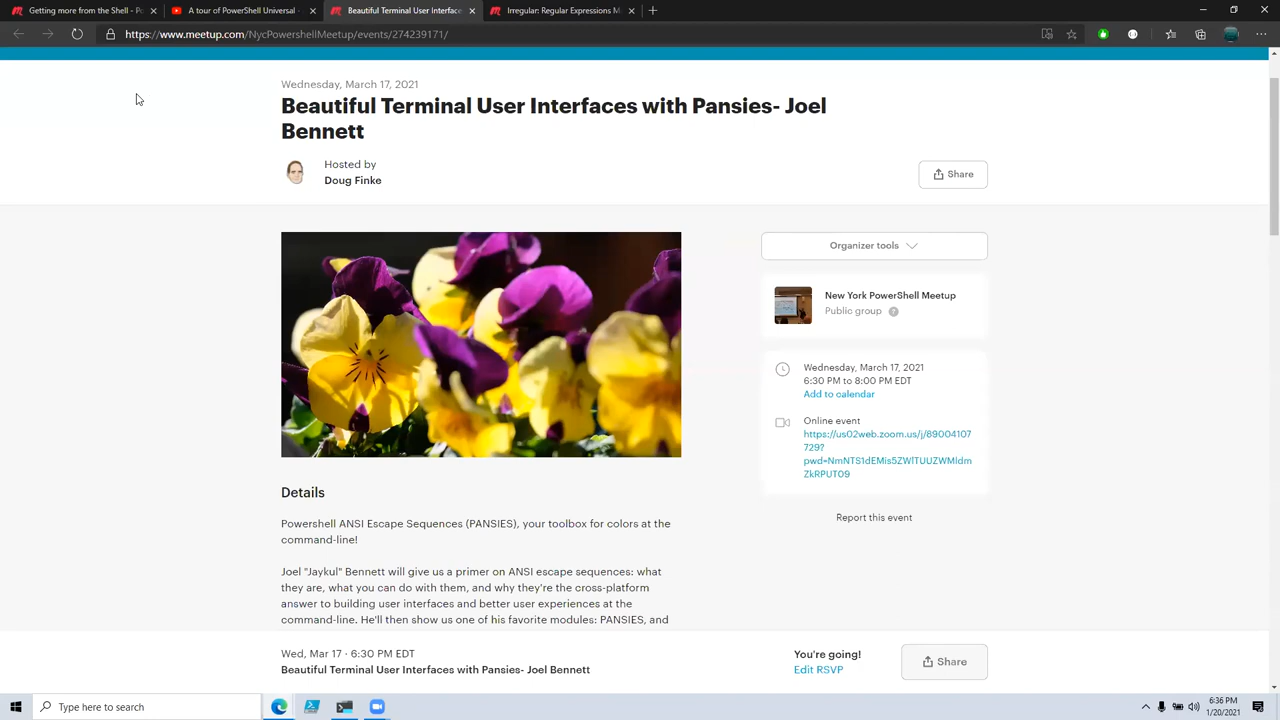 Getting more from the Shell - Po
A tour of PowerShell Universal -
Beautiful Terminal User Interface
Irregular: Regular Expressions M
https://www.meetup.com/NycPowershellMeetup/events/274239171/
Wednesday, March 17, 2021
Beautiful Terminal User Interfaces with Pansies- Joel
Bennett
Hosted by
Doug Finke
Share
Organizer tools
New York PowerShell Meetup
Public group
?
Wednesday, March 17, 2021
6:30 PM to 8:00 PM EDT
Add to calendar
Online event
https://us02web.zoom.us/j/89004107
729?
pwd=NmNTS1dEMis5ZWlTUUZWMldm
ZkRPUT09
Report this event
Details
Powershell ANSI Escape Sequences (PANSIES), your toolbox for colors at the
command-line!
Joel "Jaykul" Bennett will give us a primer on ANSI escape sequences: what
they are, what you can do with them, and why they're the cross-platform
answer to building user interfaces and better user experiences at the
command-line. He'll then show us one of his favorite modules: PANSIES, and
Wed, Mar 17 · 6:30 PM EDT
Beautiful Terminal User Interfaces with Pansies- Joel Bennett
You're going!
Edit RSVP
Share
Type here to search
6:36 PM
1/20/2021